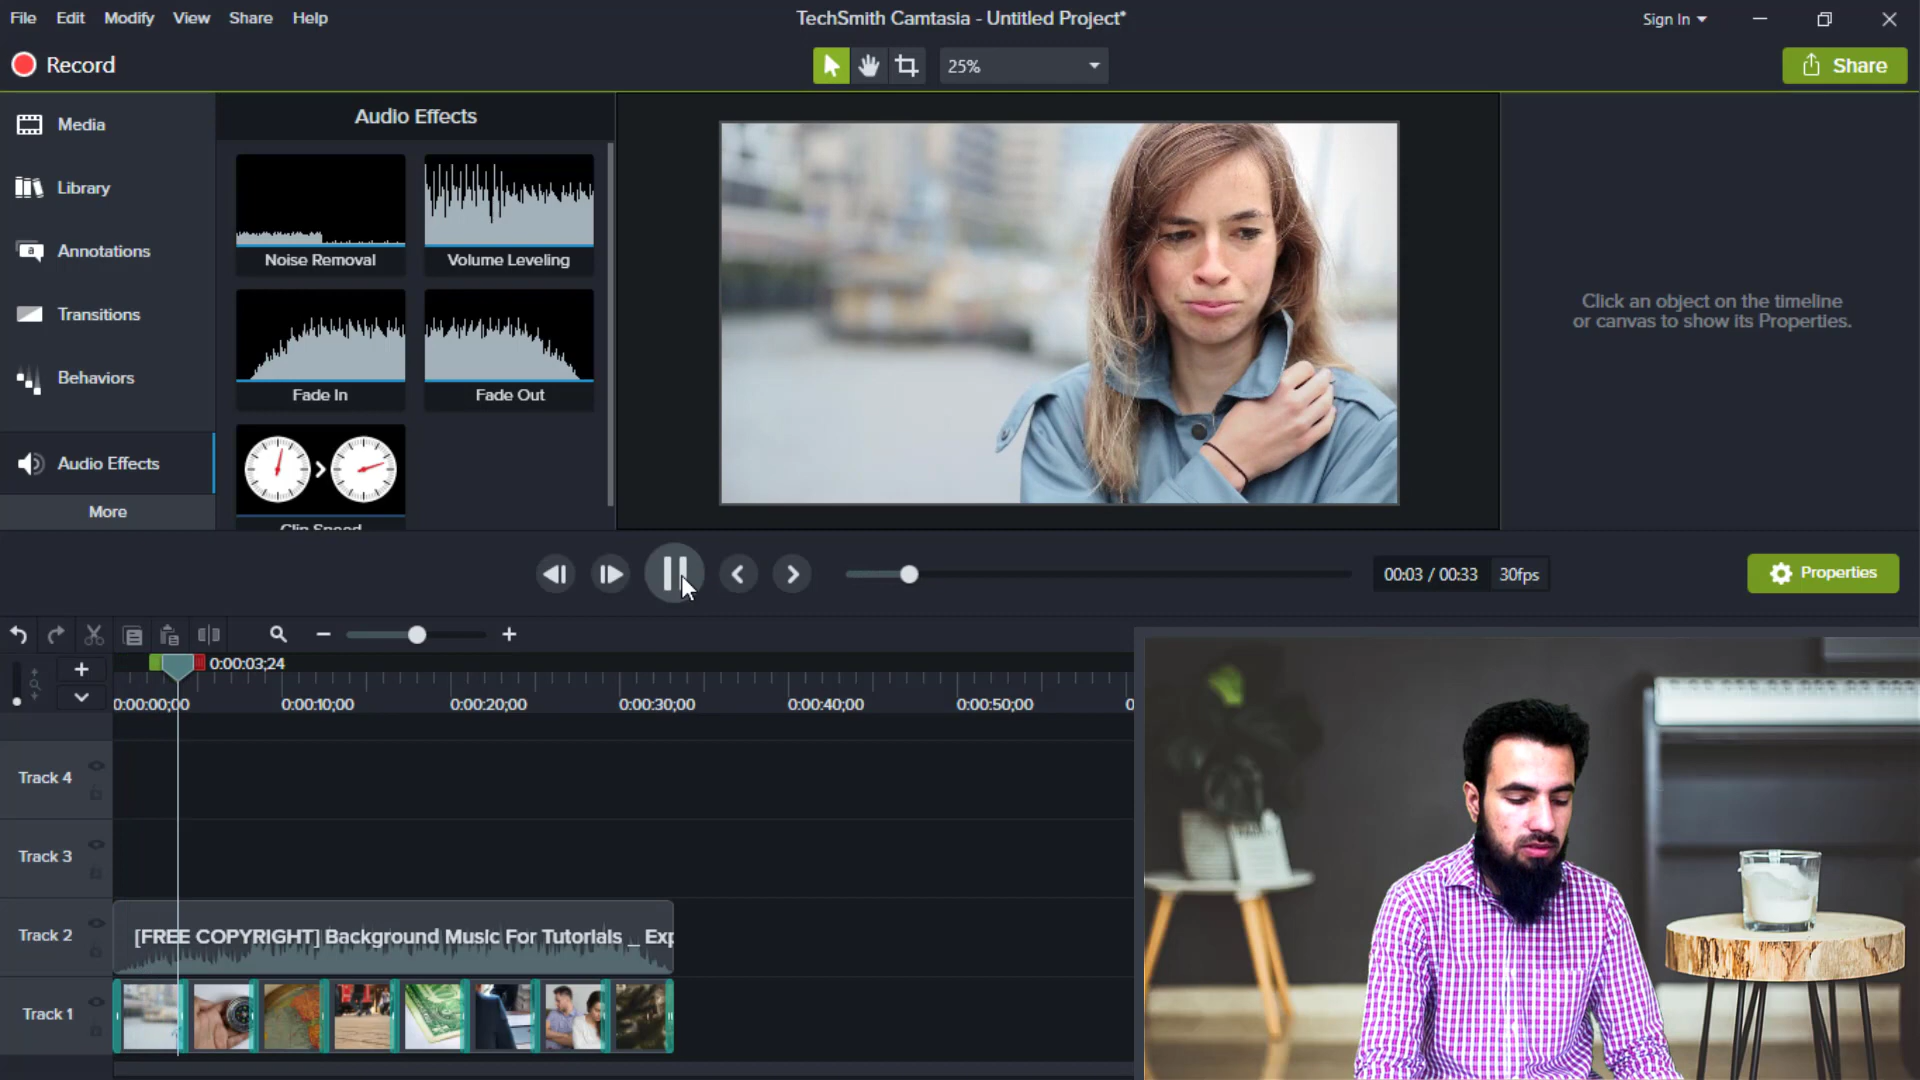 File Edit Modify View Share Help
TechSmith Camtasia - Untitled Project*
Sign In
Record
25%
Share
Media
Library
Annotations
Transitions
Behaviors
Audio Effects
More
Audio Effects
Noise Removal
Volume Leveling
Fade In
Fade Out
Clip Speed
Click an object on the timeline
or canvas to show its Properties.
00:03 / 00:33
30fps
Properties
0:00:03;24
0:00:00;00 0:00:10;00 0:00:20;00 0:00:30;00 0:00:40;00 0:00:50;00 0
Track 4
Track 3
Track 2
[FREE COPYRIGHT] Background Music For Tutorials _ Exp
Track 1